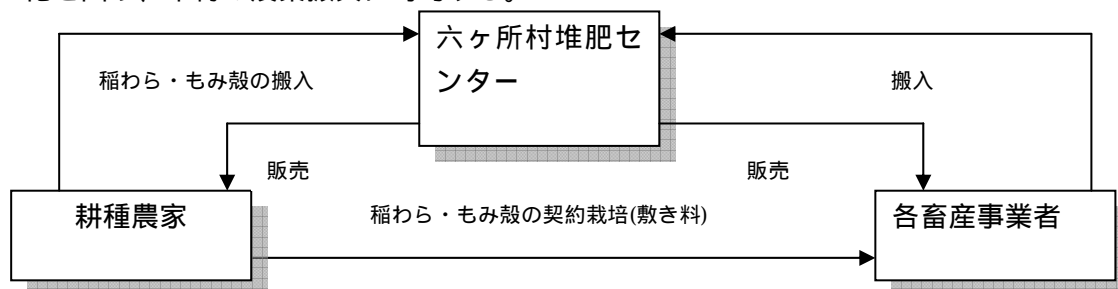 六ヶ所村堆肥セ
ンター
稲わら・もみ殻の搬入
搬入
販売
販売
耕種農家
稲わら・もみ殻の契約栽培(敷き料)
各畜産事業者